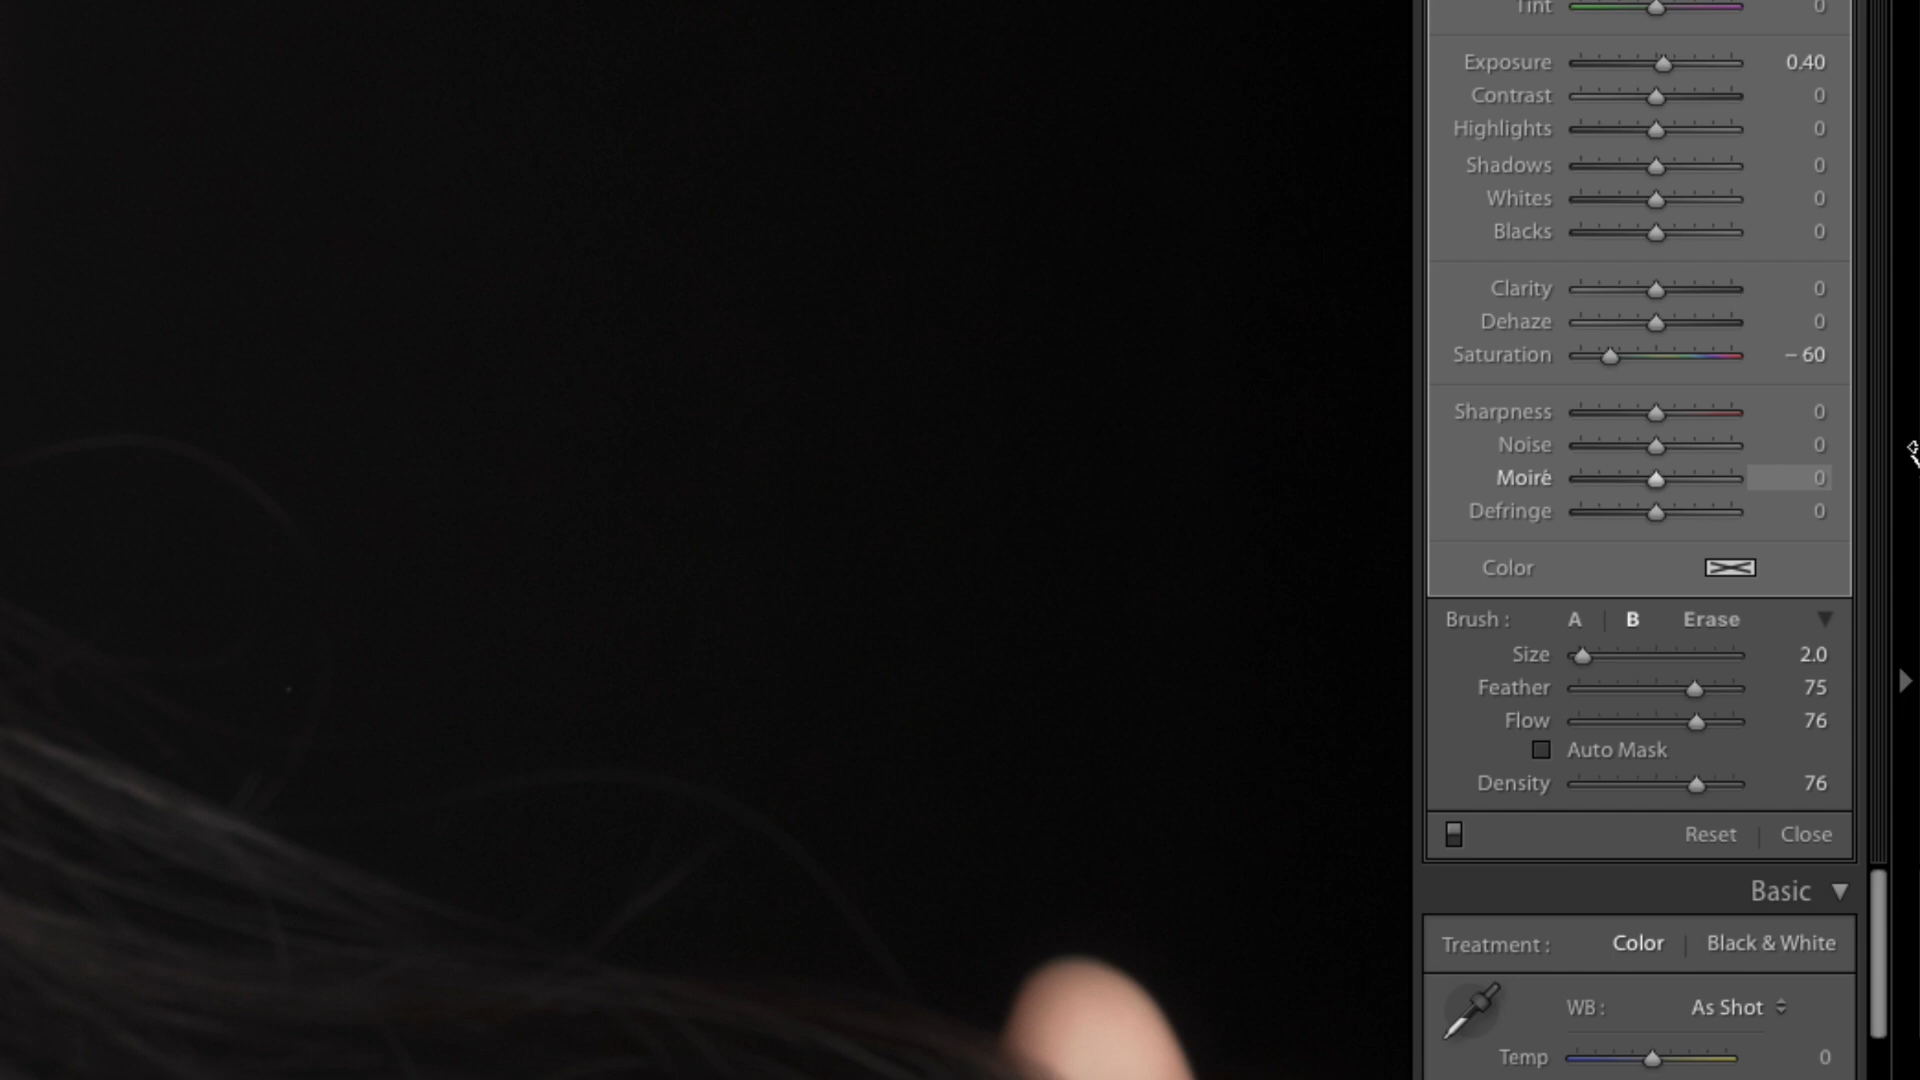 Tint 0
Exposure 0.40
Contrast 0
Highlights 0
Shadows 0
Whites 0
Blacks 0
Clarity 0
Dehaze 0
Saturation – 60
Sharpness 0
Noise 0
Moiré 0
Defringe 0
Color
Brush : A | B Erase
Size 2.0
Feather 75
Flow 76
Auto Mask
Density 76
Reset | Close
Basic
Treatment : Color | Black & White
WB : As Shot
Temp 0